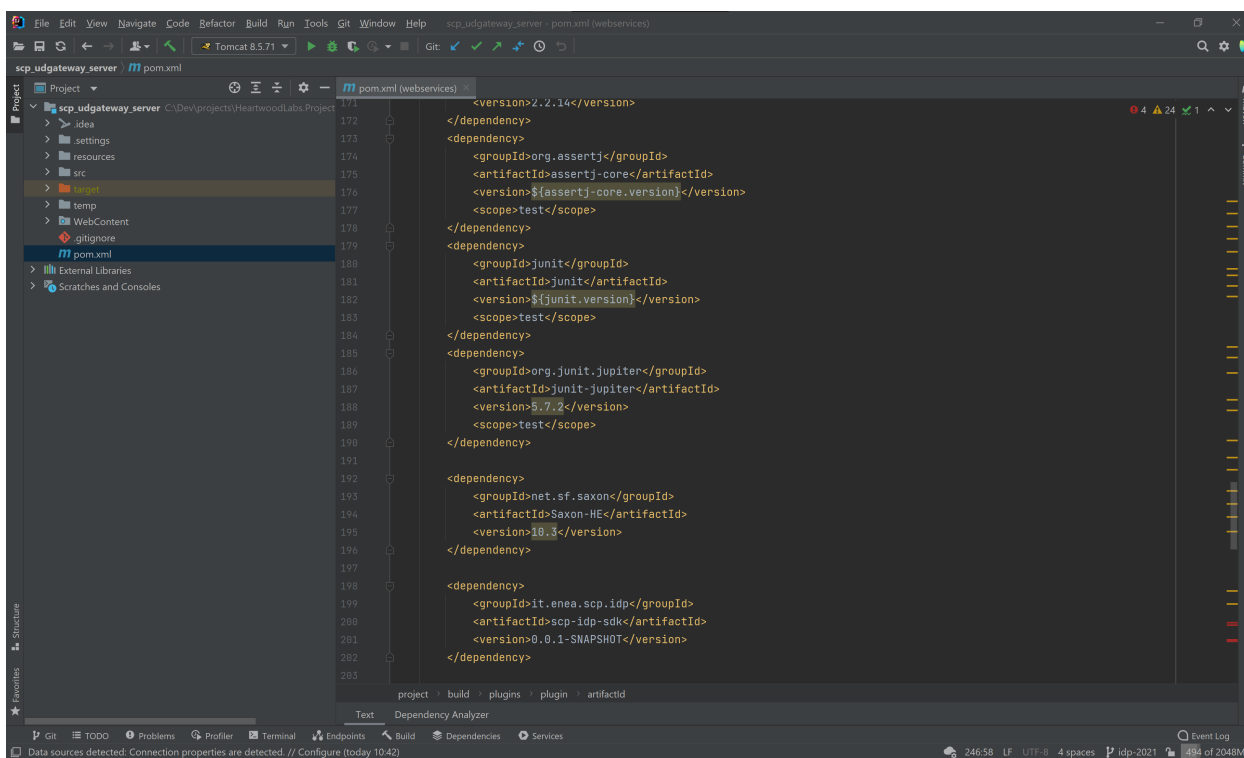 File Edit View Navigate Code Refactor Build Run Tools Git Window Help scp_udgateway_server - pom.xml (webservices)
Tomcat 8.5.71 Git:
scp_udgateway_server pom.xml
Project
Project
pom.xml (webservices)
scp_udgateway_server C:\Dev\projects\HeartwoodLabs.Project
.idea
.settings
resources
src
target
temp
WebContent
.gitignore
pom.xml
External Libraries
Scratches and Consoles
Structure
Favorites
4 24 1
171 <version>2.2.14</version>
172 </dependency>
173 <dependency>
174 <groupId>org.assertj</groupId>
175 <artifactId>assertj-core</artifactId>
176 <version>${assertj-core.version}</version>
177 <scope>test</scope>
178 </dependency>
179 <dependency>
180 <groupId>junit</groupId>
181 <artifactId>junit</artifactId>
182 <version>${junit.version}</version>
183 <scope>test</scope>
184 </dependency>
185 <dependency>
186 <groupId>org.junit.jupiter</groupId>
187 <artifactId>junit-jupiter</artifactId>
188 <version>5.7.2</version>
189 <scope>test</scope>
190 </dependency>
191
192 <dependency>
193 <groupId>net.sf.saxon</groupId>
194 <artifactId>Saxon-HE</artifactId>
195 <version>10.3</version>
196 </dependency>
197
198 <dependency>
199 <groupId>it.enea.scp.idp</groupId>
200 <artifactId>scp-idp-sdk</artifactId>
201 <version>0.0.1-SNAPSHOT</version>
202 </dependency>
203
project build plugins plugin artifactId
Text Dependency Analyzer
Git TODO Problems Profiler Terminal Endpoints Build Dependencies Services Event Log
Data sources detected: Connection properties are detected. // Configure (today 10:42) 246:58 LF UTF-8 4 spaces idp-2021 494 of 2048M